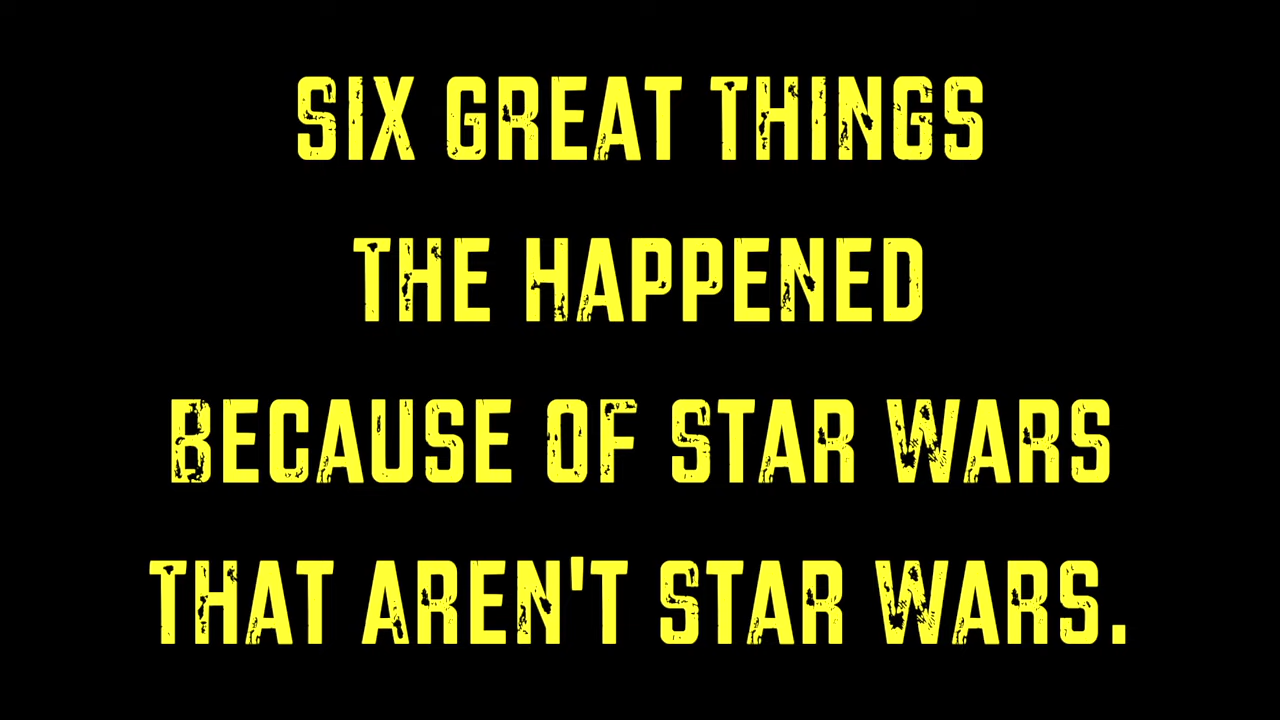 SIX GREAT THINGS
THE HAPPENED
BECAUSE OF STAR WARS
THAT AREN'T STAR WARS.